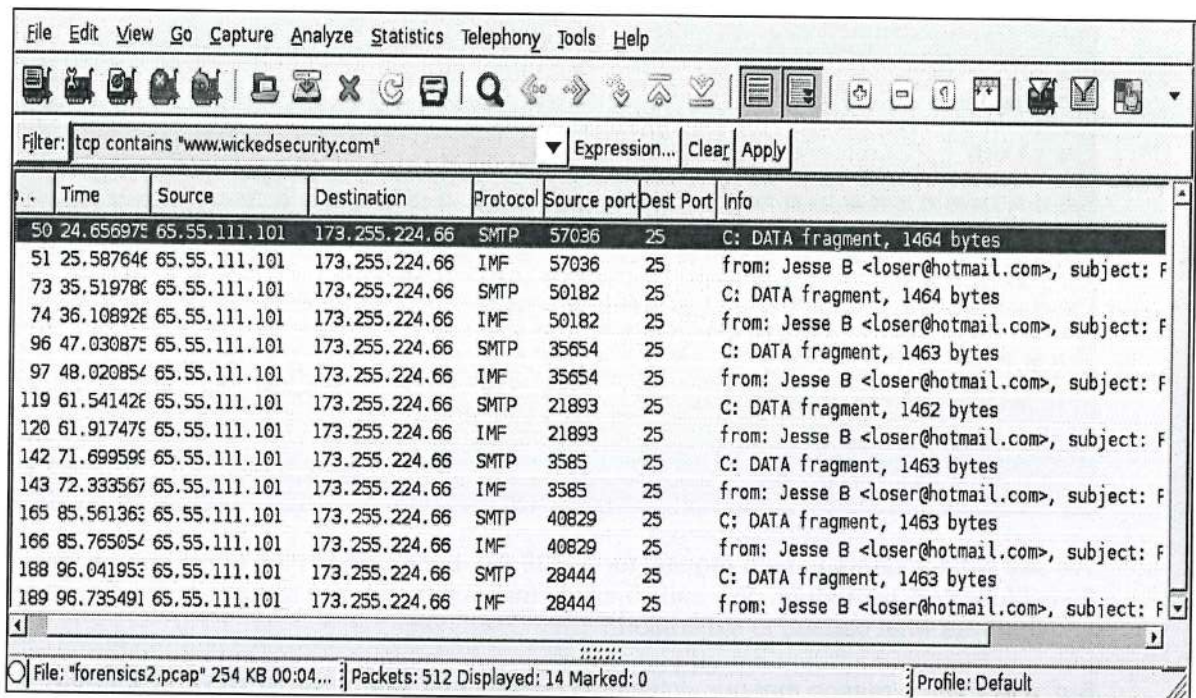 File Edit View Go Capture Analyze Statistics Telephony Tools Help
Filter: tcp contains "www.wickedsecurity.com" Expression... Clear Apply
Time Source Destination Protocol Source port Dest Port Info
50 24.656975 65.55.111.101 173.255.224.66 SMTP 57036 25 C: DATA fragment, 1464 bytes
51 25.587646 65.55.111.101 173.255.224.66 IMF 57036 25 from: Jesse B <loser@hotmail.com>, subject: F
73 35.519780 65.55.111.101 173.255.224.66 SMTP 50182 25 C: DATA fragment, 1464 bytes
74 36.108928 65.55.111.101 173.255.224.66 IMF 50182 25 from: Jesse B <loser@hotmail.com>, subject: F
96 47.030875 65.55.111.101 173.255.224.66 SMTP 35654 25 C: DATA fragment, 1463 bytes
97 48.020854 65.55.111.101 173.255.224.66 IMF 35654 25 from: Jesse B <loser@hotmail.com>, subject: F
119 61.541428 65.55.111.101 173.255.224.66 SMTP 21893 25 C: DATA fragment, 1462 bytes
120 61.917479 65.55.111.101 173.255.224.66 IMF 21893 25 from: Jesse B <loser@hotmail.com>, subject: F
142 71.699599 65.55.111.101 173.255.224.66 SMTP 3585 25 C: DATA fragment, 1463 bytes
143 72.333567 65.55.111.101 173.255.224.66 IMF 3585 25 from: Jesse B <loser@hotmail.com>, subject: F
165 85.561363 65.55.111.101 173.255.224.66 SMTP 40829 25 C: DATA fragment, 1463 bytes
166 85.765054 65.55.111.101 173.255.224.66 IMF 40829 25 from: Jesse B <loser@hotmail.com>, subject: F
188 96.041953 65.55.111.101 173.255.224.66 SMTP 28444 25 C: DATA fragment, 1463 bytes
189 96.735491 65.55.111.101 173.255.224.66 IMF 28444 25 from: Jesse B <loser@hotmail.com>, subject: F
File: "forensics2.pcap" 254 KB 00:04... Packets: 512 Displayed: 14 Marked: 0 Profile: Default